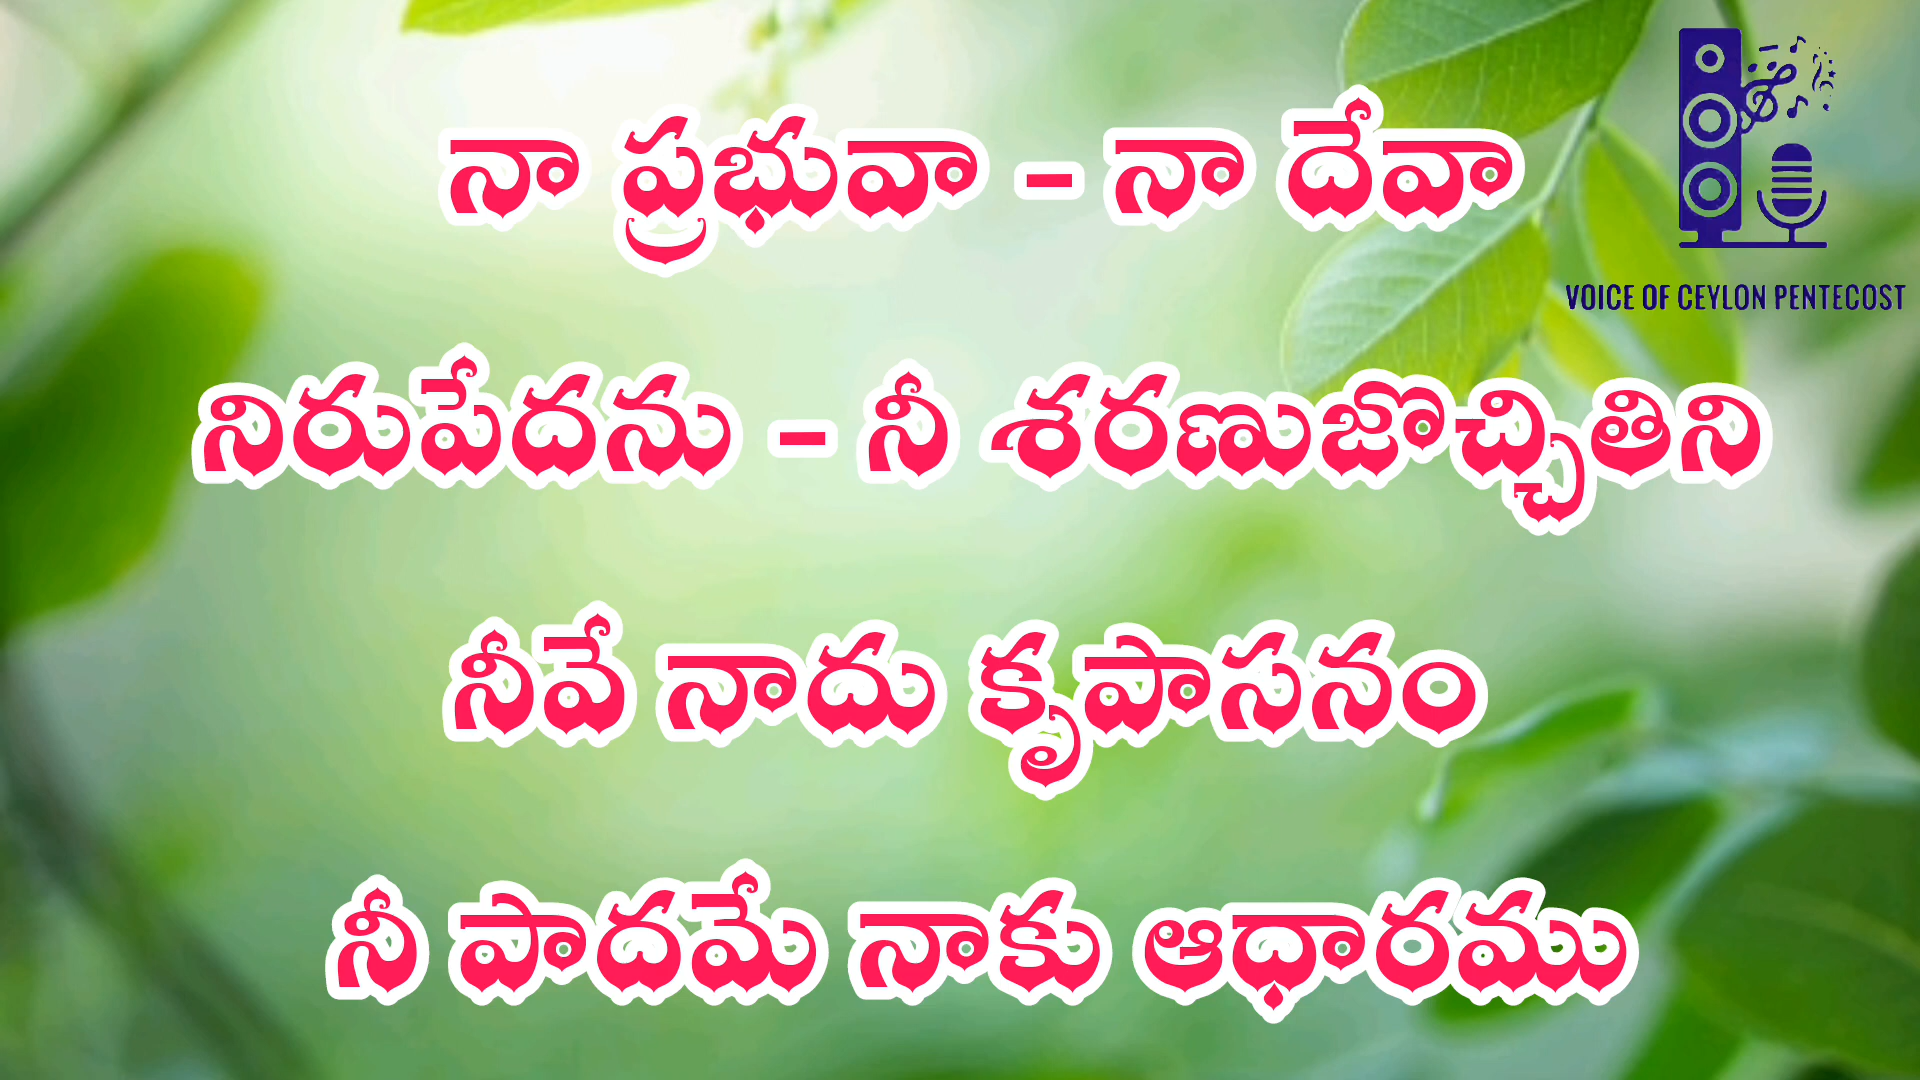 నా ప్రభువా - నా దేవా
VOICE OF CEYLON PENTECOST
నిరుపేదను - నీ శరణుజొచ్చితిని
నీవే నాదు కృపాసనం
నీ పాదమే నాకు ఆధారము